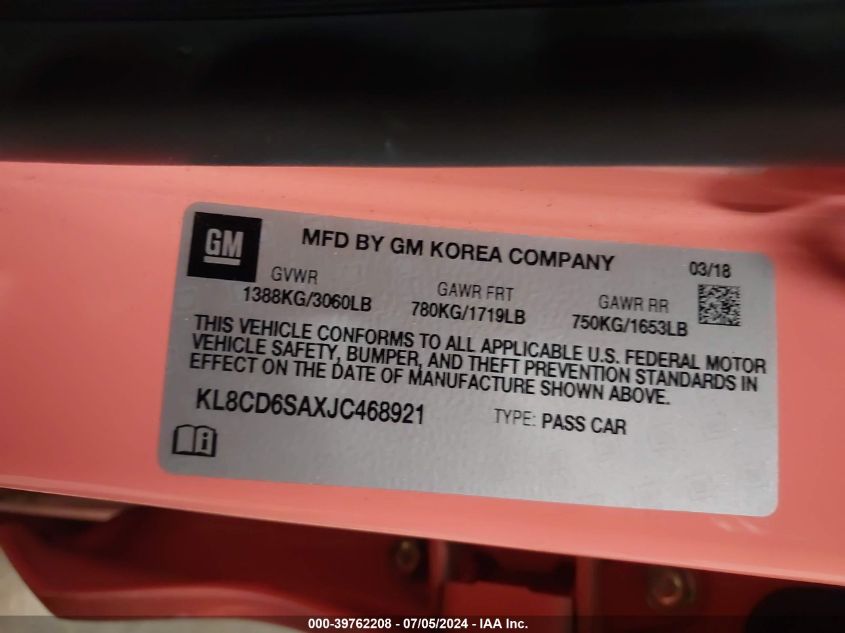 GM
MFD BY GM KOREA COMPANY
03/18
GVWR
1388KG/3060LB
GAWR FRT
780KG/1719LB
GAWR RR
750KG/1653LB
THIS VEHICLE CONFORMS TO ALL APPLICABLE U.S. FEDERAL MOTOR
VEHICLE SAFETY, BUMPER, AND THEFT PREVENTION STANDARDS IN
EFFECT ON THE DATE OF MANUFACTURE SHOWN ABOVE.
KL8CD6SAXJC468921
TYPE: PASS CAR
000-39762208 - 07/05/2024 - IAA Inc.